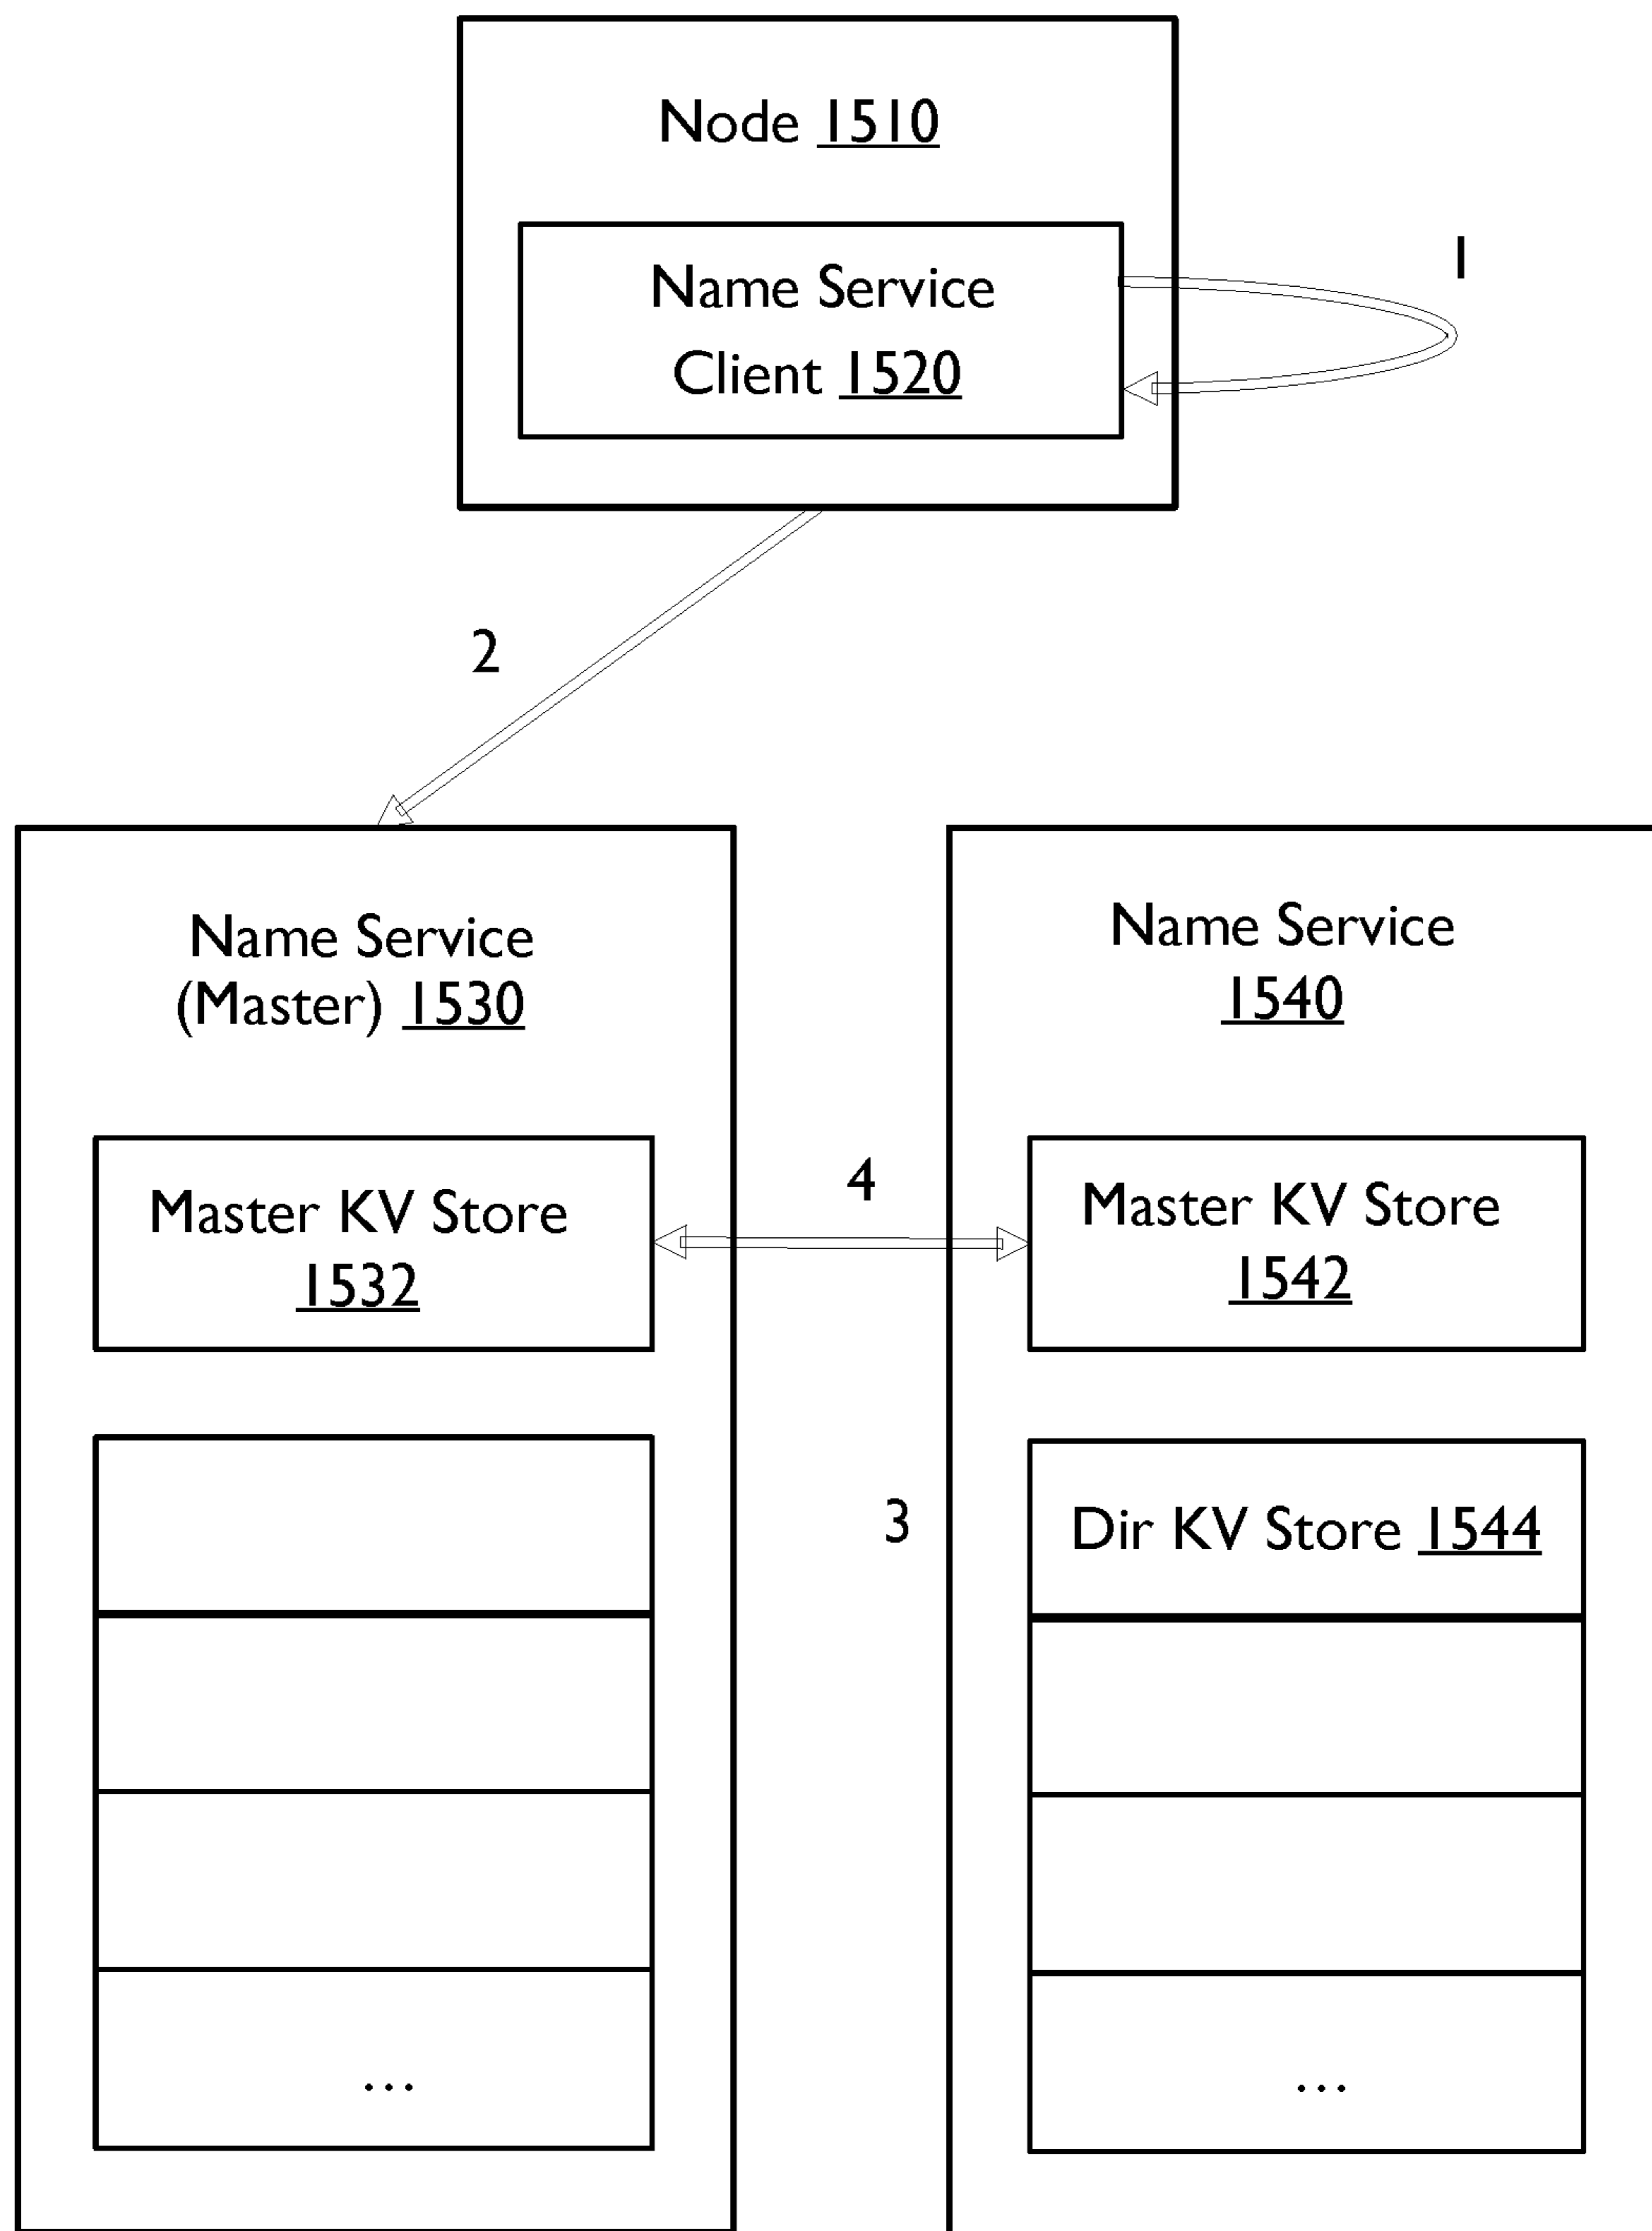 Node 1510
Name Service
Client 1520
1
2
Name Service
(Master) 1530
Name Service
1540
Master KV Store
1532
4
Master KV Store
1542
3
Dir KV Store 1544
...
...